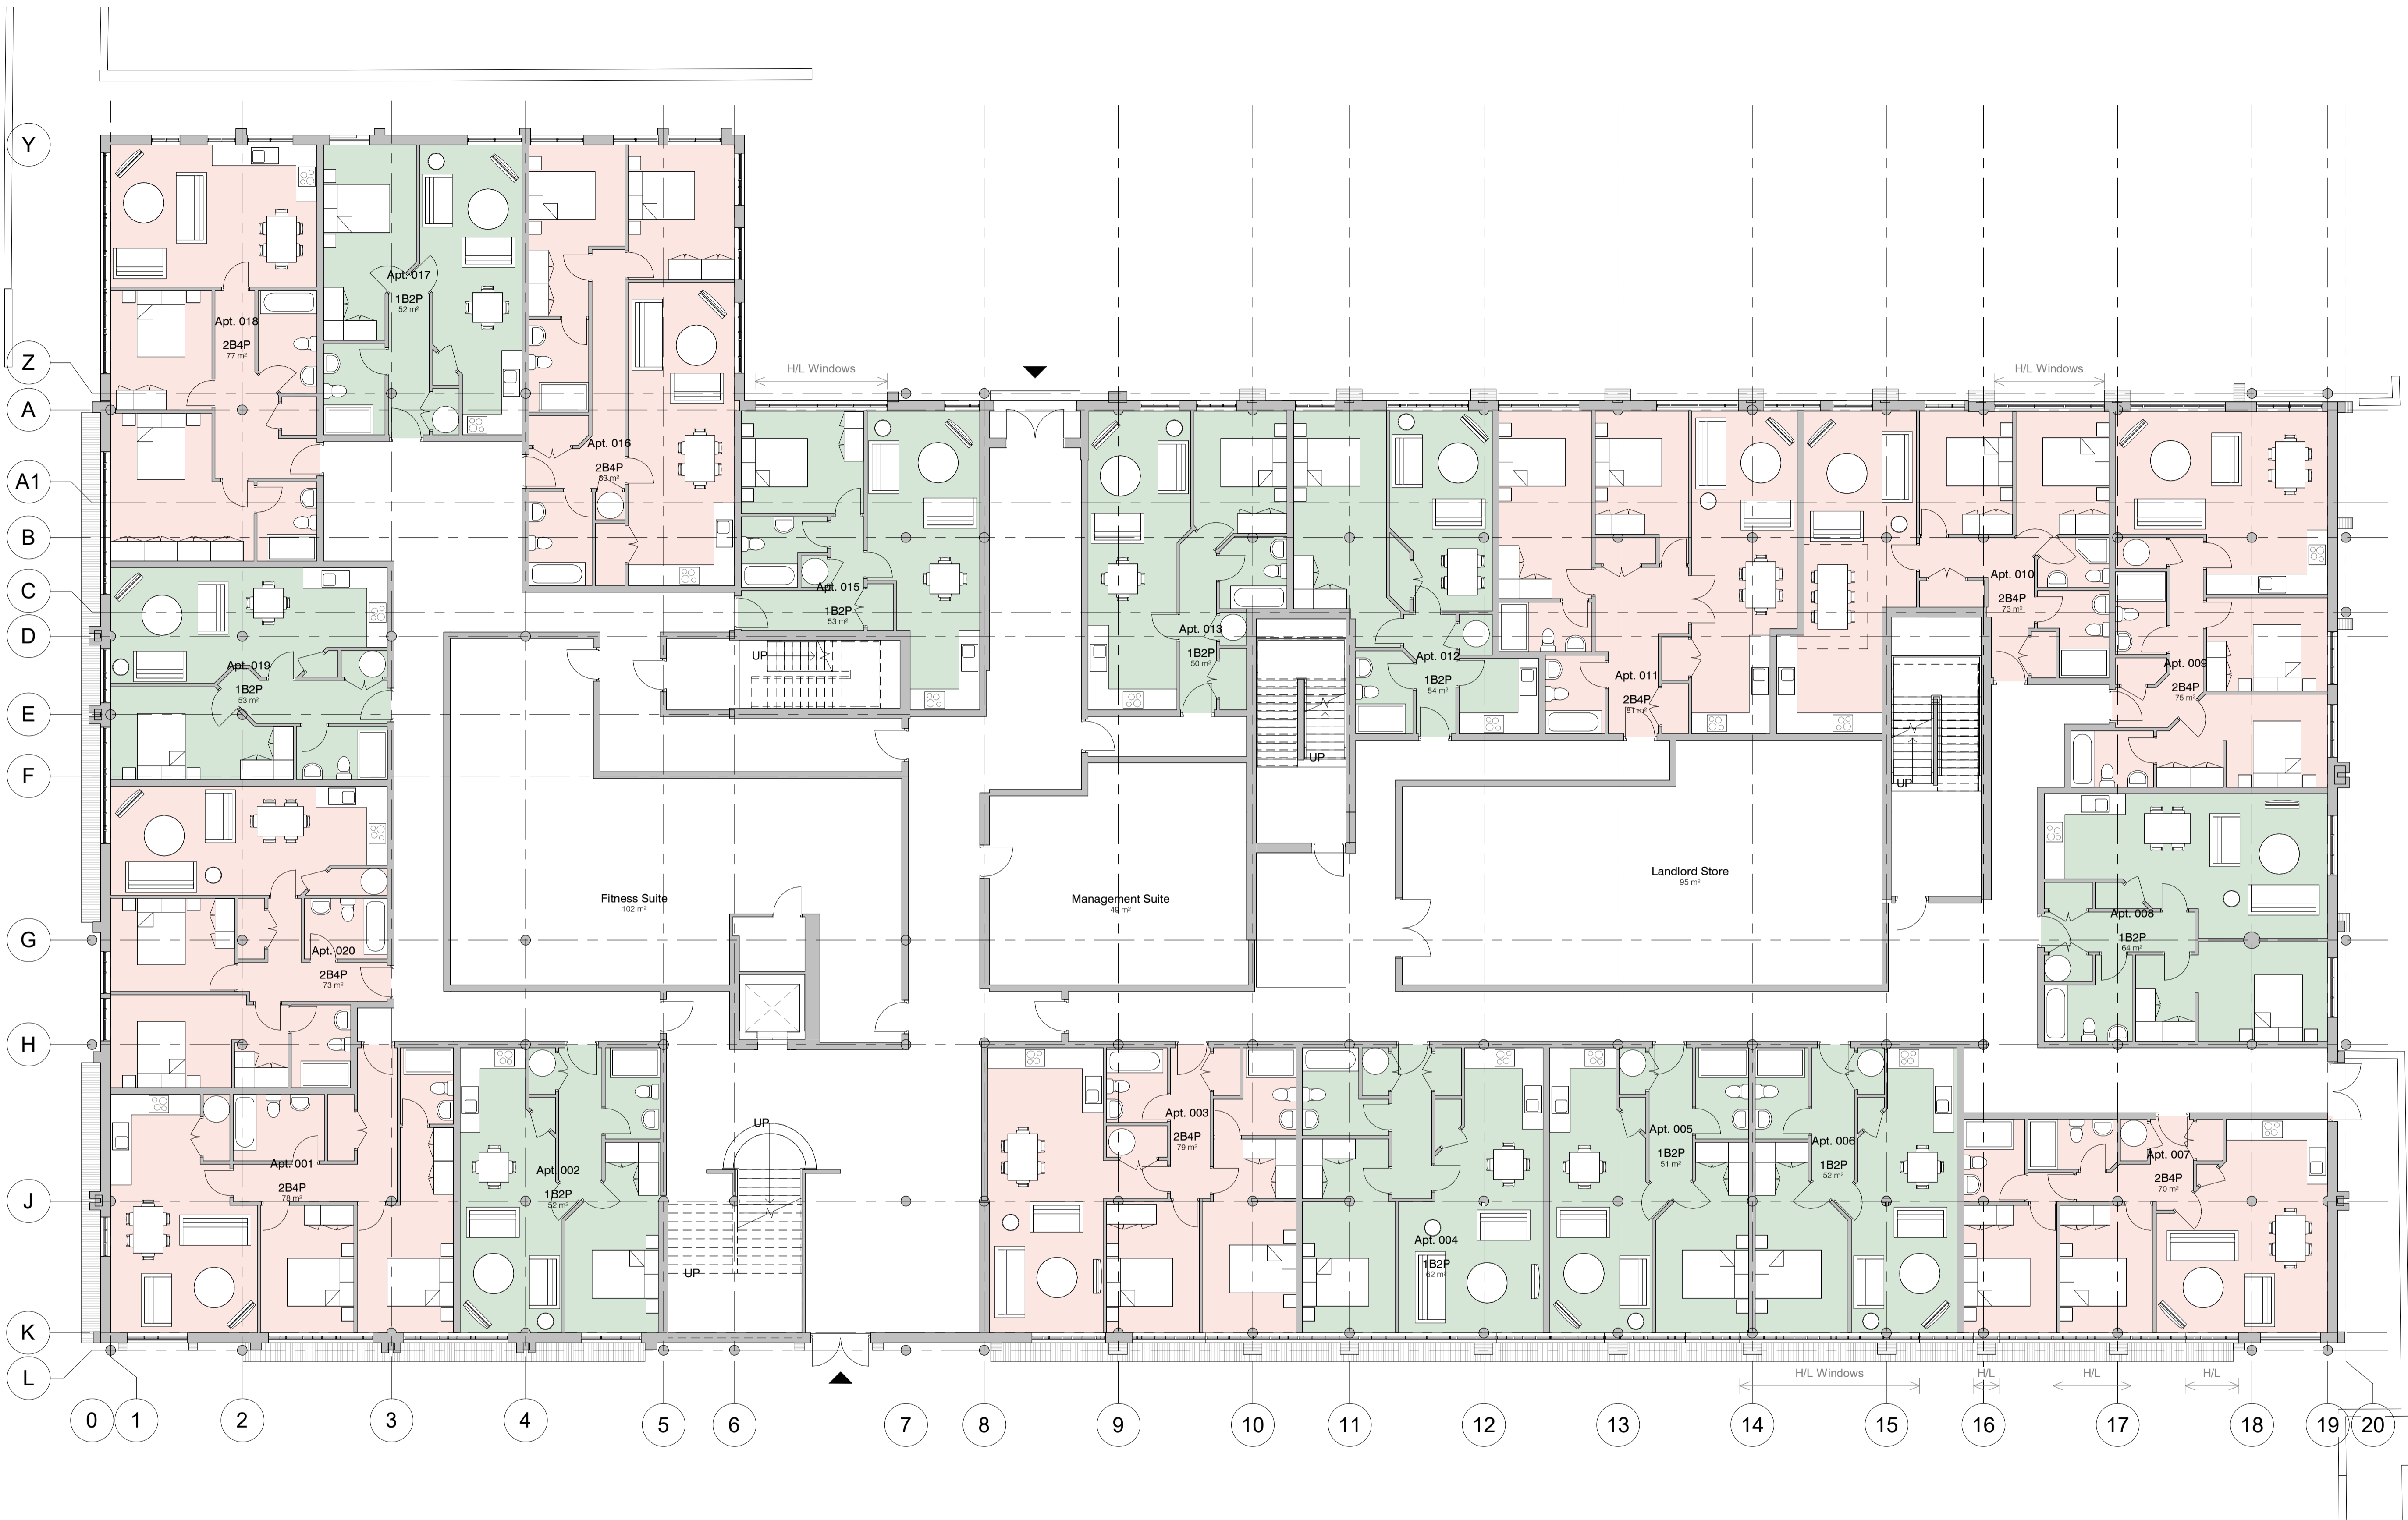 Y
Apt. 017
1B2P
52 m²
Apt. 018
2B4P
77 m²
Z
H/L Windows
H/L Windows
A
Apt. 016
2B4P
A1
B
Apt. 015
1B2P
53 m²
Apt. 010
2B4P
73 m²
C
D
Apt. 013
1B2P
50 m²
Apt. 012
1B2P
54 m²
UP
Apt. 019
1B2P
53 m²
Apt. 009
2B4P
75 m²
Apt. 011
2B4P
81 m²
E
UP
F
UP
Landlord Store
95 m²
Fitness Suite
102 m²
Management Suite
49 m²
Apt. 008
1B2P
64 m²
G
Apt. 020
2B4P
73 m²
H
Apt. 003
2B4P
79 m²
UP
Apt. 005
1B2P
51 m²
Apt. 006
1B2P
52 m²
Apt. 007
2B4P
70 m²
Apt. 001
2B4P
78 m²
Apt. 002
1B2P
52 m²
J
Apt. 004
1B2P
62 m²
UP
K
L
H/L Windows
H/L
H/L
H/L
0
1
2
3
4
5
6
7
8
9
10
11
12
13
14
15
16
17
18
19
20